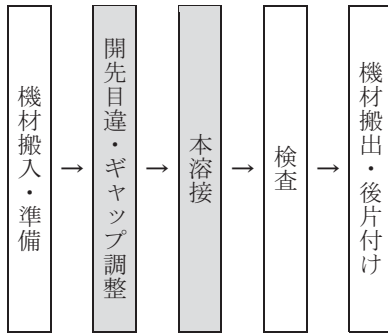 機材搬入・準備
→
開先目違・ギャップ調整
→
本溶接
→
検査
→
機材搬出・後片付け